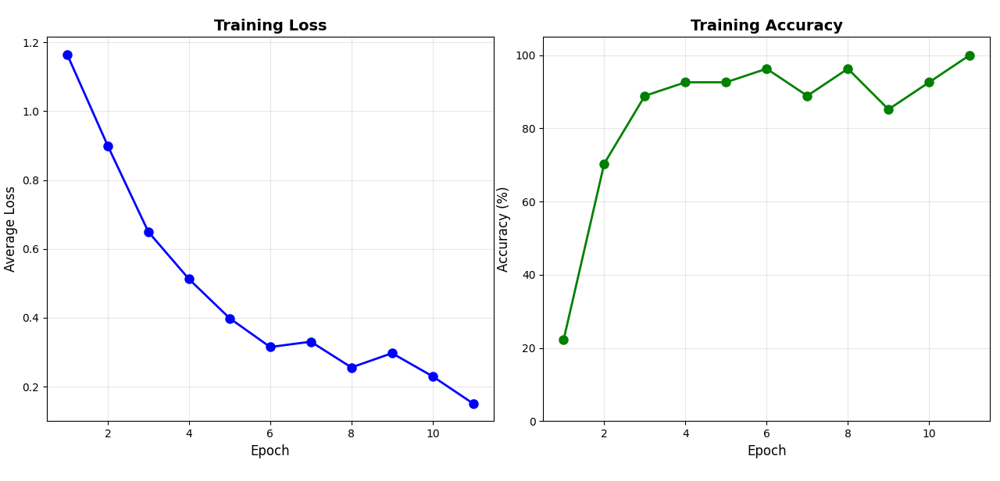 Training Loss
1.2
1.0
0.8
0.6
0.4
0.2
Average Loss
2 4 6 8 10
Epoch
Training Accuracy
100
80
60
40
20
0
Accuracy (%)
2 4 6 8 10
Epoch